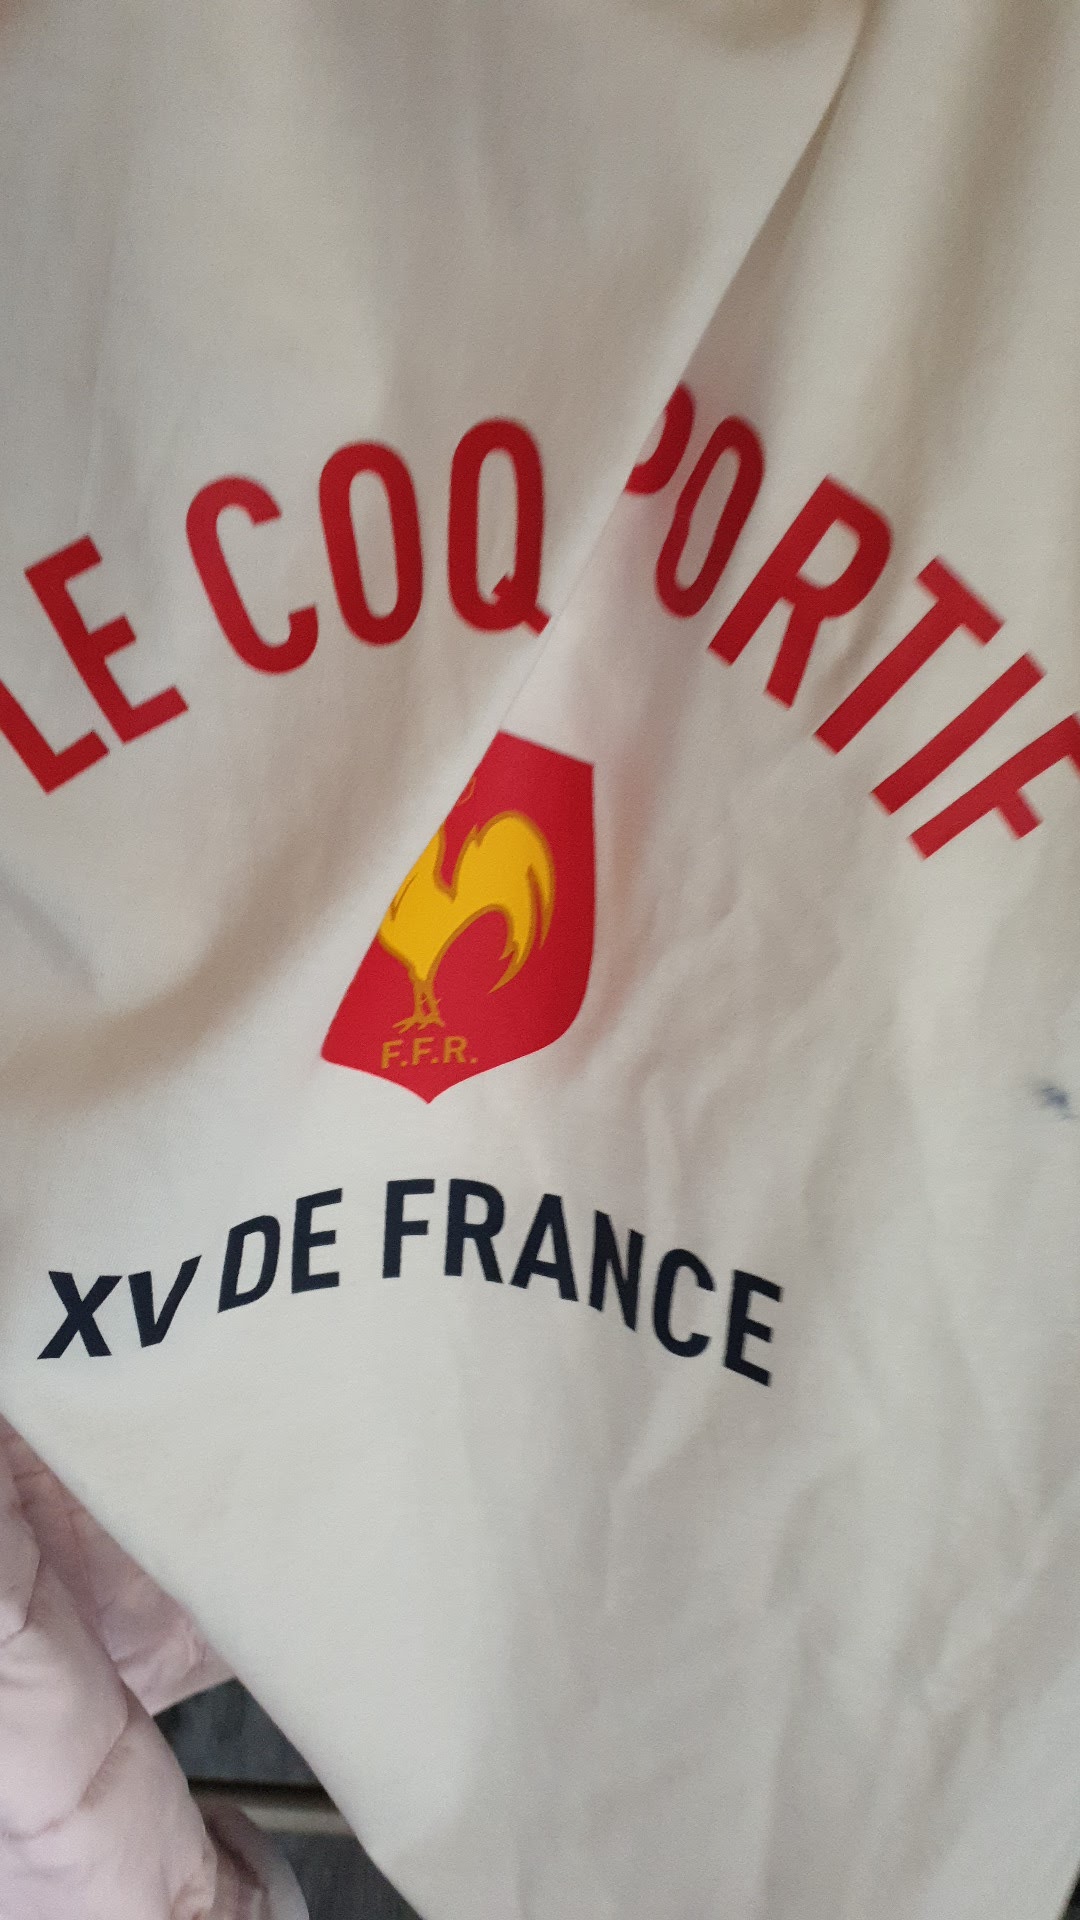 LE COQ PORTIF
F.F.R.
XV DE FRANCE